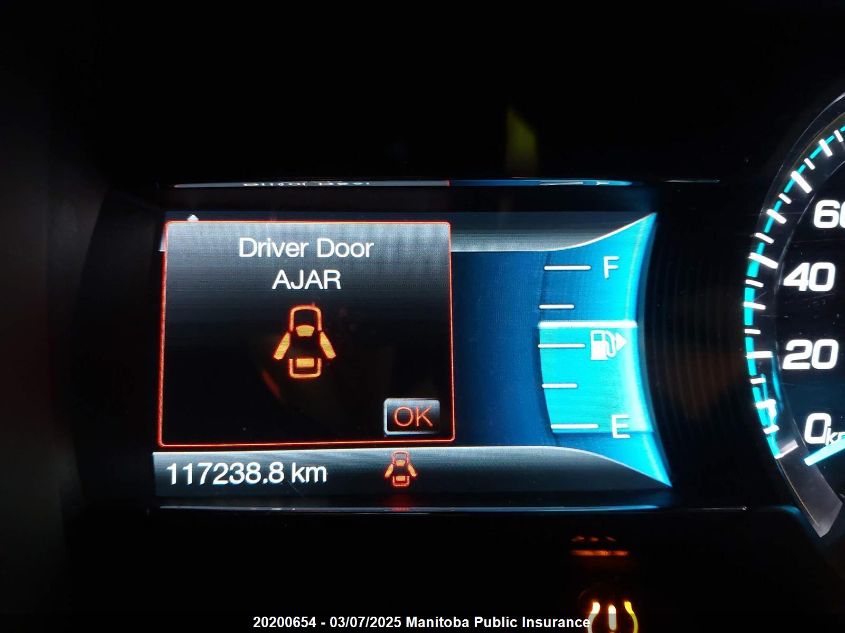 Driver Door
AJAR
OK
117238.8 km
F
E
60
40
20
0
20200654 - 03/07/2025 Manitoba Public Insurance